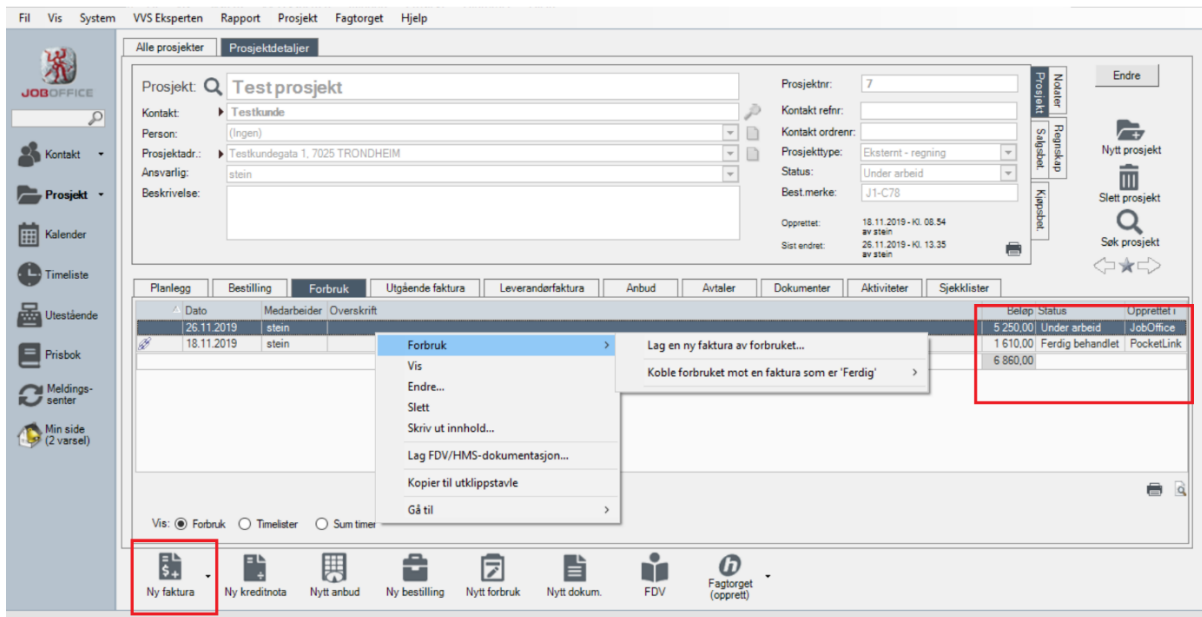 Fil Vis System VVS Eksperten Rapport Prosjekt Fagtorget Hjelp
JOBOFFICE
Kontakt
Prosjekt
Kalender
Timeliste
Utestående
Prisbok
Meldings-
senter
Min side
(2 varsel)
Alle prosjekter Prosjektdetaljer
Prosjekt: Test prosjekt
Kontakt: Testkunde
Person: (Ingen)
Prosjektadr.: Testkundegata 1, 7025 TRONDHEIM
Ansvarlig: stein
Beskrivelse:
Prosjektnr: 7
Kontakt refnr:
Kontakt ordrenr:
Prosjekttype: Eksternt - regning
Status: Under arbeid
Best.merke: J1-C78
Opprettet: 18.11.2019 - Kl. 08.54
av stein
Sist endret: 26.11.2019 - Kl. 13.35
av stein
Prosjekt
Notater
Salgsbet.
Regnskap
Kjøpsbet.
Endre
Nytt prosjekt
Slett prosjekt
Søk prosjekt
Planlegg Bestilling Forbruk Utgående faktura Leverandørfaktura Anbud Avtaler Dokumenter Aktiviteter Sjekklister
Dato Medarbeider Overskrift Beløp Status Opprettet i
26.11.2019 stein 5 250,00 Under arbeid JobOffice
18.11.2019 stein 1 610,00 Ferdig behandlet PocketLink
6 860,00
Forbruk
Vis
Endre...
Slett
Skriv ut innhold...
Lag FDV/HMS-dokumentasjon...
Kopier til utklippstavle
Gå til
Lag en ny faktura av forbruket...
Koble forbruket mot en faktura som er 'Ferdig'
Vis: Forbruk Timelister Sum timer
Ny faktura Ny kreditnota Nytt anbud Ny bestilling Nytt forbruk Nytt dokum. FDV Fagtorget
(opprett)